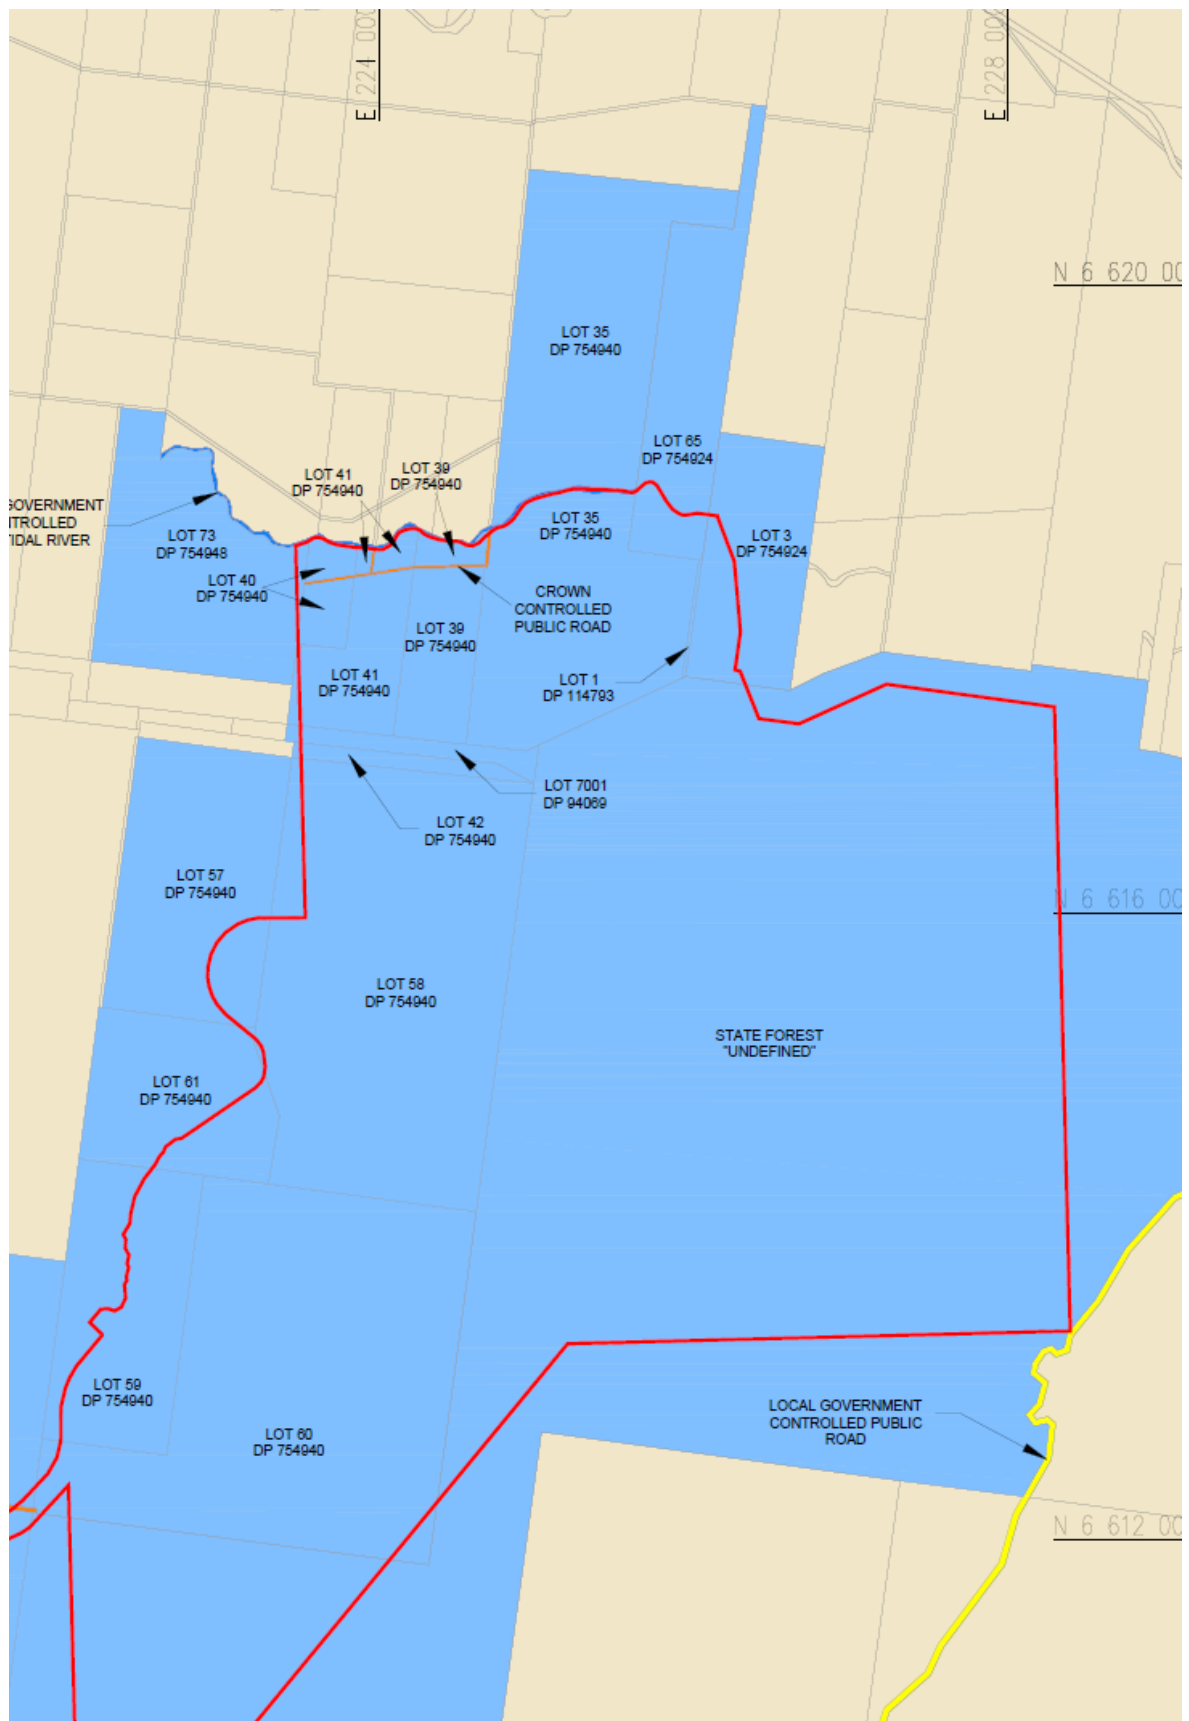 E 224 000
E 228 00
N 6 620 00
LOT 35
DP 754940
LOT 65
DP 754924
LOT 41
DP 754940
LOT 39
DP 754940
GOVERNMENT
NTROLLED
TIDAL RIVER
LOT 73
DP 754948
LOT 35
DP 754940
LOT 3
DP 754924
LOT 40
DP 754940
CROWN
CONTROLLED
PUBLIC ROAD
LOT 39
DP 754940
LOT 41
DP 754940
LOT 1
DP 114793
LOT 7001
DP 94069
LOT 42
DP 754940
LOT 57
DP 754940
N 6 616 00
LOT 58
DP 754940
STATE FOREST
"UNDEFINED"
LOT 61
DP 754940
LOT 59
DP 754940
LOCAL GOVERNMENT
CONTROLLED PUBLIC
ROAD
LOT 60
DP 754940
N 6 612 00